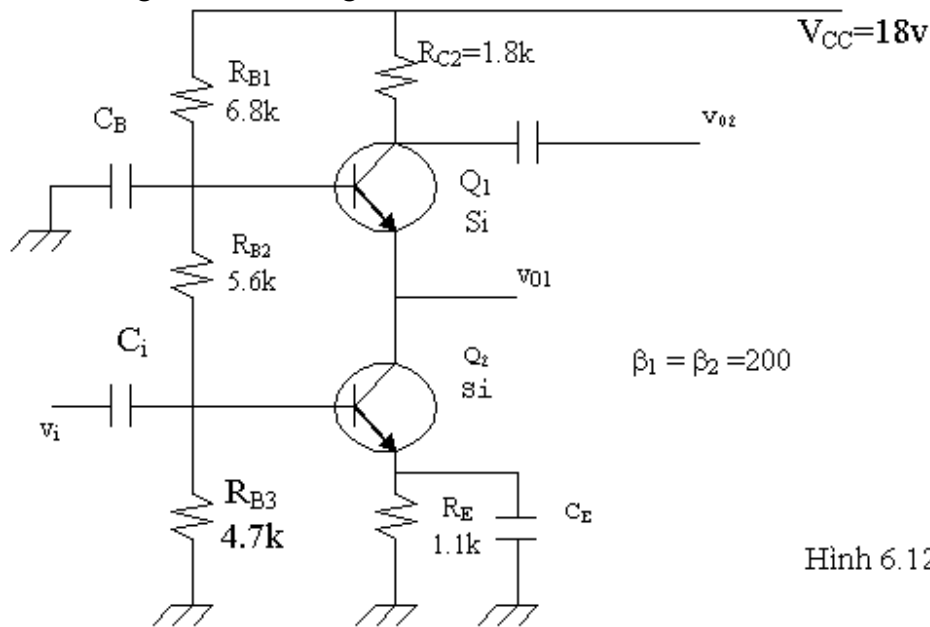 V_CC=18v
R_C2=1.8k
R_B1
6.8k
C_B
v_02
Q_1
Si
R_B2
5.6k
v_01
C_i
Q_2
si
β_1 = β_2 =200
v_i
R_B3
4.7k
R_E
1.1k
C_E
Hình 6.12